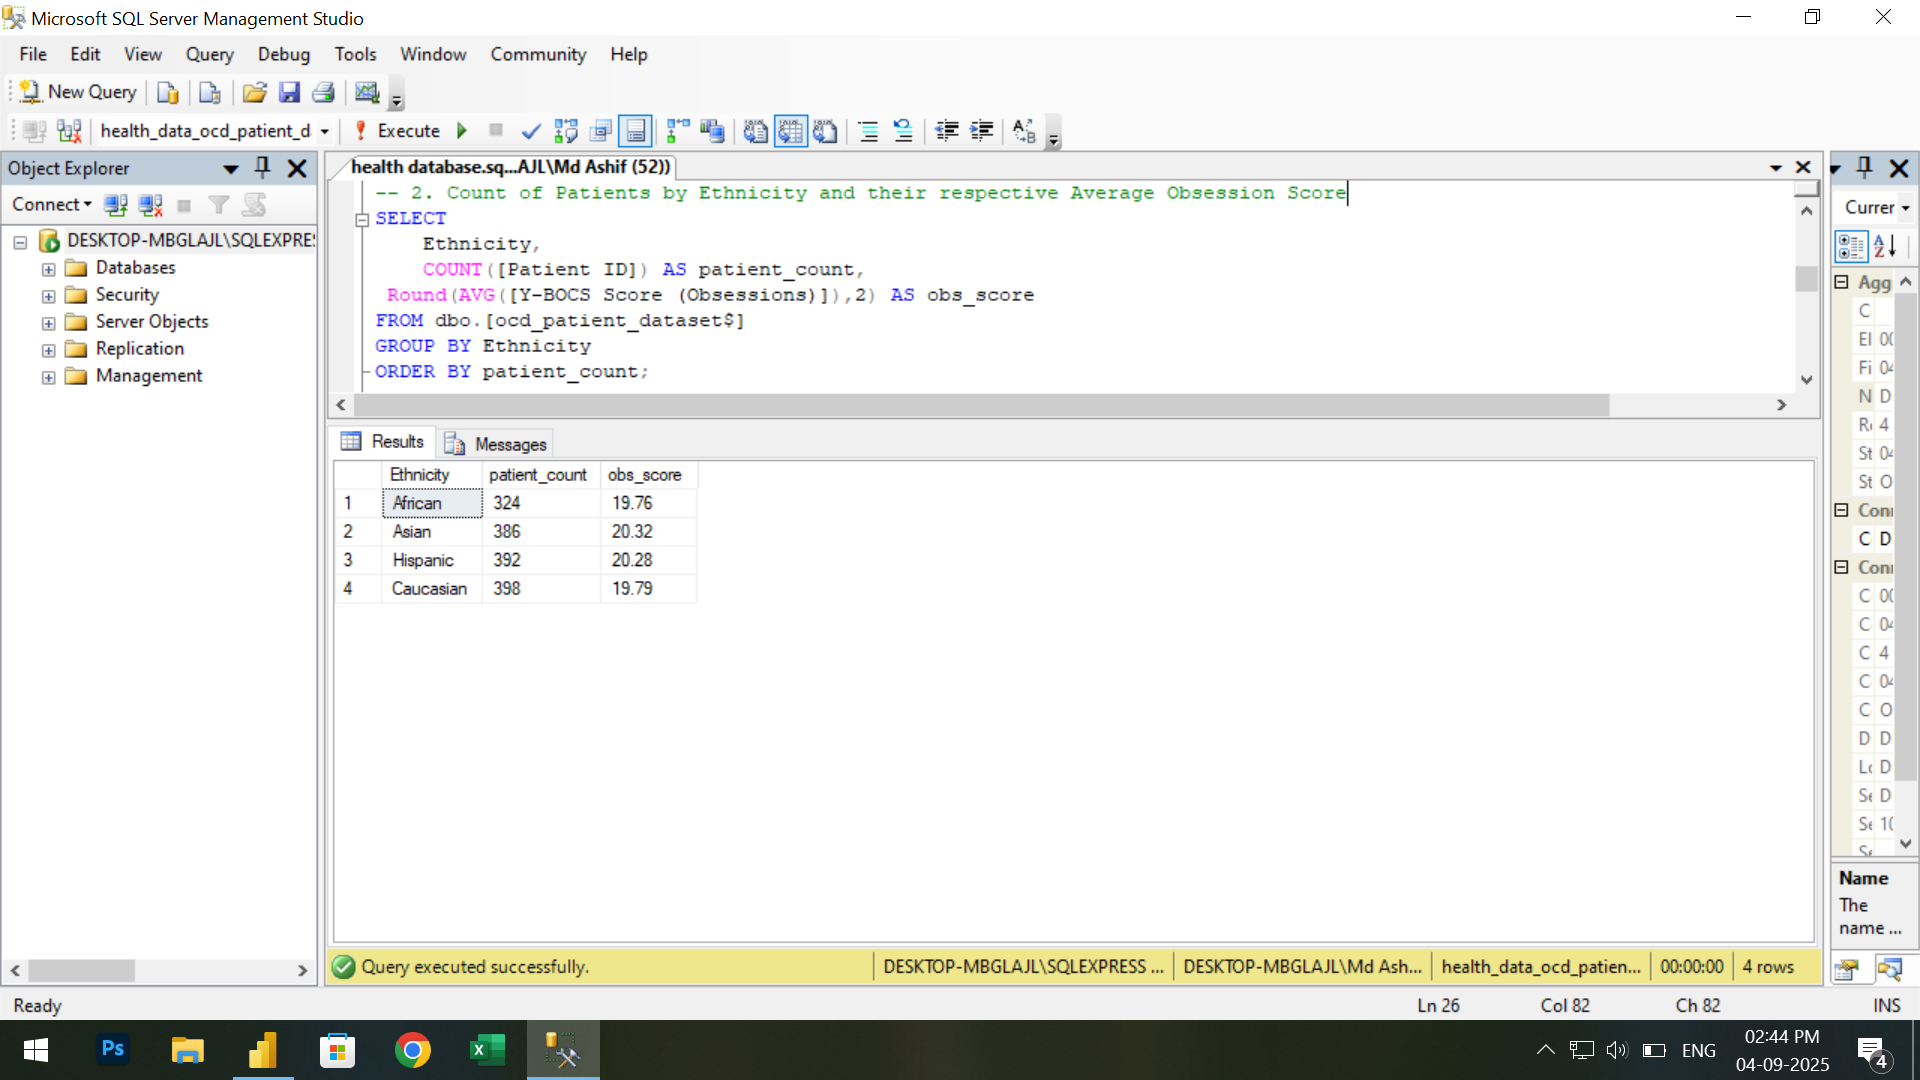 Microsoft SQL Server Management Studio
File Edit View Query Debug Tools Window Community Help
New Query
health_data_ocd_patient_d Execute
Object Explorer
Connect
DESKTOP-MBGLAJL\SQLEXPRE
Databases
Security
Server Objects
Replication
Management
health database.sq...AJL\Md Ashif (52))
-- 2. Count of Patients by Ethnicity and their respective Average Obsession Score
SELECT
Ethnicity,
COUNT([Patient ID]) AS patient_count,
Round(AVG([Y-BOCS Score (Obsessions)]),2) AS obs_score
FROM dbo.[ocd_patient_dataset$]
GROUP BY Ethnicity
ORDER BY patient_count;
Results Messages
Ethnicity patient_count obs_score
1 African 324 19.76
2 Asian 386 20.32
3 Hispanic 392 20.28
4 Caucasian 398 19.79
Query executed successfully. DESKTOP-MBGLAJL\SQLEXPRESS ... DESKTOP-MBGLAJL\Md Ash... health_data_ocd_patien... 00:00:00 4 rows
Currer
Agg
C
El 00
Fi 04
N D
R 4
St 04
St O
Con
C D
Con
C 00
C 04
C 4
C 04
C O
D D
L D
Se D
Se 10
Se
Name
The
name ...
Ready Ln 26 Col 82 Ch 82 INS
Ps
ENG
02:44 PM
04-09-2025
4